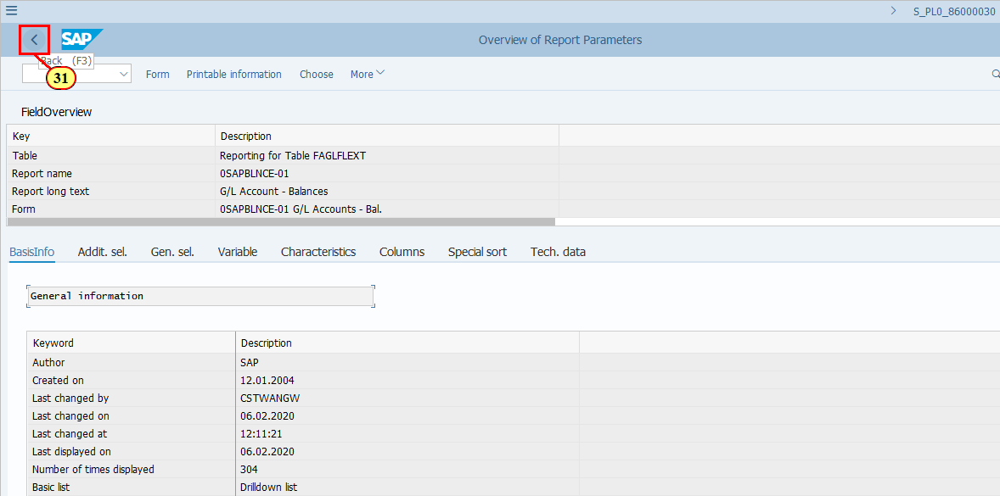 S_PL0_86000030
SAP
Overview of Report Parameters
Back (F3)
31
Form Printable information Choose More
FieldOverview
Key Description
Table Reporting for Table FAGLFLEXT
Report name 0SAPBLNCE-01
Report long text G/L Account - Balances
Form 0SAPBLNCE-01 G/L Accounts - Bal.
BasisInfo Addit. sel. Gen. sel. Variable Characteristics Columns Special sort Tech. data
General information
Keyword Description
Author SAP
Created on 12.01.2004
Last changed by CSTWANGW
Last changed on 06.02.2020
Last changed at 12:11:21
Last displayed on 06.02.2020
Number of times displayed 304
Basic list Drilldown list